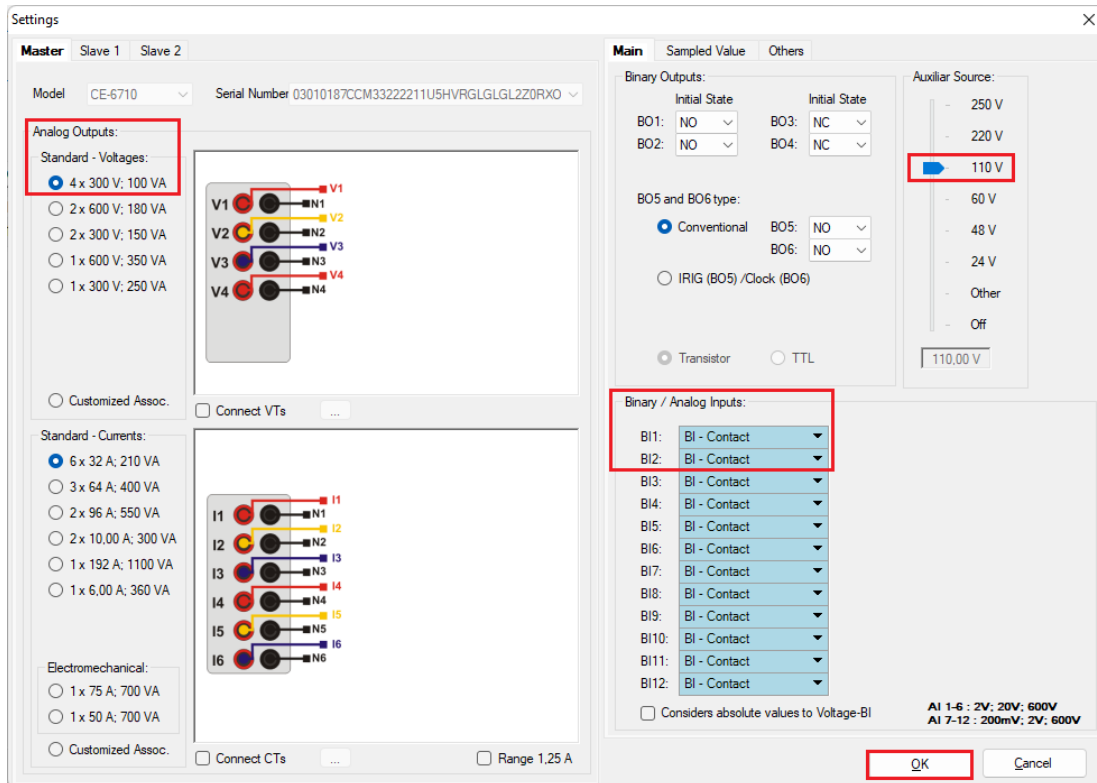 Settings
Master Slave 1 Slave 2
Model CE-6710 Serial Number 03010187CCM33222211U5HVRGLGLGL2Z0RXO
Analog Outputs:
Standard - Voltages:
4 x 300 V; 100 VA
2 x 600 V; 180 VA
2 x 300 V; 150 VA
1 x 600 V; 350 VA
1 x 300 V; 250 VA
Customized Assoc.
V1 V1
N1
V2 V2
N2
V3 V3
N3
V4 V4
N4
Connect VTs ...
Standard - Currents:
6 x 32 A; 210 VA
3 x 64 A; 400 VA
2 x 96 A; 550 VA
2 x 10,00 A; 300 VA
1 x 192 A; 1100 VA
1 x 6,00 A; 360 VA
Electromechanical:
1 x 75 A; 700 VA
1 x 50 A; 700 VA
Customized Assoc.
I1 I1
N1
I2 I2
N2
I3 I3
N3
I4 I4
N4
I5 I5
N5
I6 I6
N6
Connect CTs ... Range 1,25 A
Main Sampled Value Others
Binary Outputs:
Initial State Initial State
BO1: NO BO3: NC
BO2: NO BO4: NC
BO5 and BO6 type:
Conventional BO5: NO
BO6: NO
IRIG (BO5) /Clock (BO6)
Transistor TTL
Auxiliar Source:
250 V
220 V
110 V
60 V
48 V
24 V
Other
Off
110,00 V
Binary / Analog Inputs:
BI1: BI - Contact
BI2: BI - Contact
BI3: BI - Contact
BI4: BI - Contact
BI5: BI - Contact
BI6: BI - Contact
BI7: BI - Contact
BI8: BI - Contact
BI9: BI - Contact
BI10: BI - Contact
BI11: BI - Contact
BI12: BI - Contact
Considers absolute values to Voltage-BI
AI 1-6 : 2V; 20V; 600V
AI 7-12 : 200mV; 2V; 600V
OK Cancel